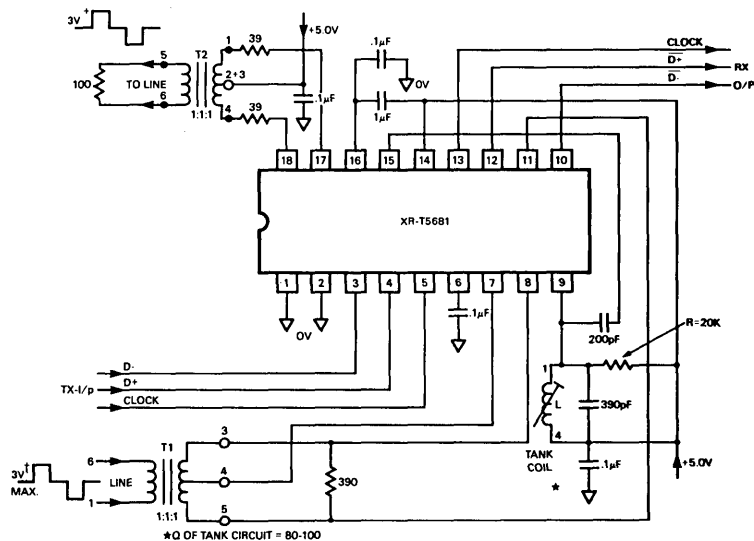 3V +
5
6
100
TO LINE
T2
1:1:1
1
39
2+3
4
39
+5.0V
.1µF
.1µF
0V
.1µF
CLOCK
D+
RX
D-
O/P
18
17
16
15
14
13
12
11
10
XR-T5681
1
2
3
4
5
6
7
8
9
0V
.1µF
200pF
R=20K
D-
TX-I/p
D+
CLOCK
1
L
4
390pF
TANK
COIL
★
.1µF
+5.0V
3V +
MAX.
6
LINE
1
T1
1:1:1
3
4
5
390
★Q OF TANK CIRCUIT = 80-100